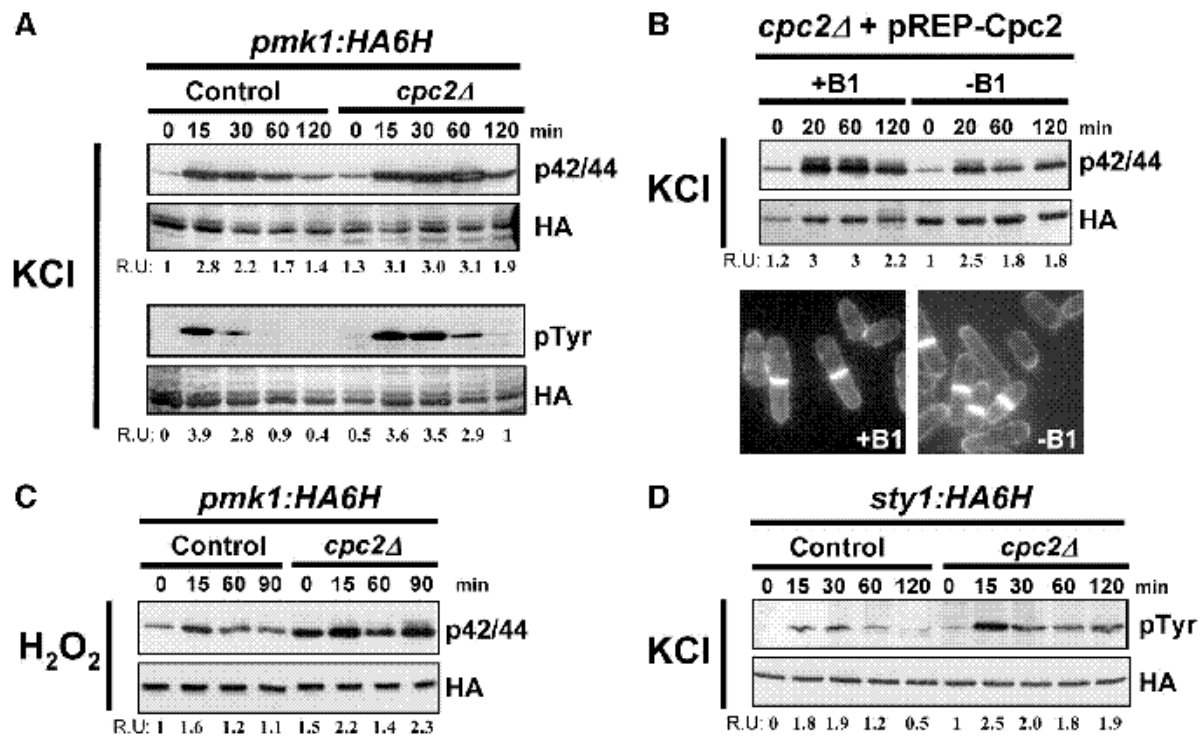 A
pmk1:HA6H
Control cpc2Δ
0 15 30 60 120 0 15 30 60 120 min
p42/44
HA
R.U: 1 2.8 2.2 1.7 1.4 1.3 3.1 3.0 3.1 1.9
KCl
pTyr
HA
R.U: 0 3.9 2.8 0.9 0.4 0.5 3.6 3.5 2.9 1
B
cpc2Δ + pREP-Cpc2
+B1 -B1
0 20 60 120 0 20 60 120 min
p42/44
KCl
HA
R.U: 1.2 3 3 2.2 1 2.5 1.8 1.8
+B1 -B1
C
pmk1:HA6H
Control cpc2Δ
0 15 60 90 0 15 60 90 min
p42/44
H₂O₂
HA
R.U: 1 1.6 1.2 1.1 1.5 2.2 1.4 2.3
D
sty1:HA6H
Control cpc2Δ
0 15 30 60 120 0 15 30 60 120 min
pTyr
KCl
HA
R.U: 0 1.8 1.9 1.2 0.5 1 2.5 2.0 1.8 1.9